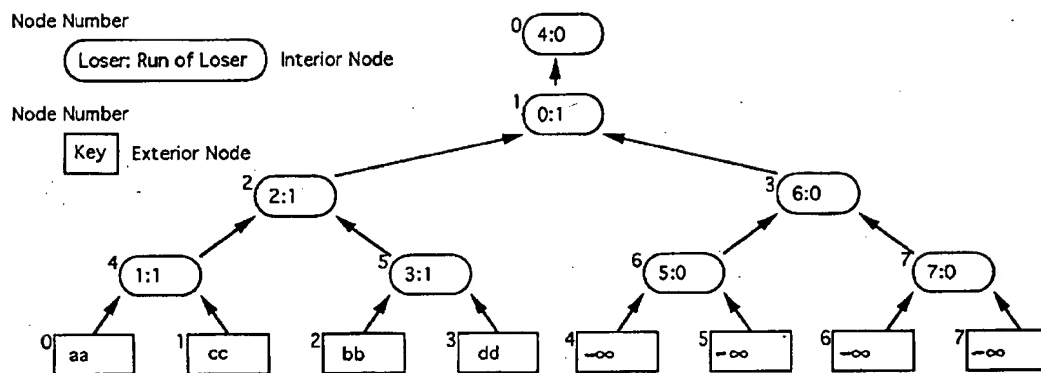 Node Number
0
4:0
Loser: Run of Loser
Interior Node
Node Number
1
0:1
Key
Exterior Node
2
2:1
3
6:0
4
1:1
5
3:1
6
5:0
7
7:0
0
aa
1
cc
2
bb
3
dd
4
-∞
5
-∞
6
-∞
7
-∞